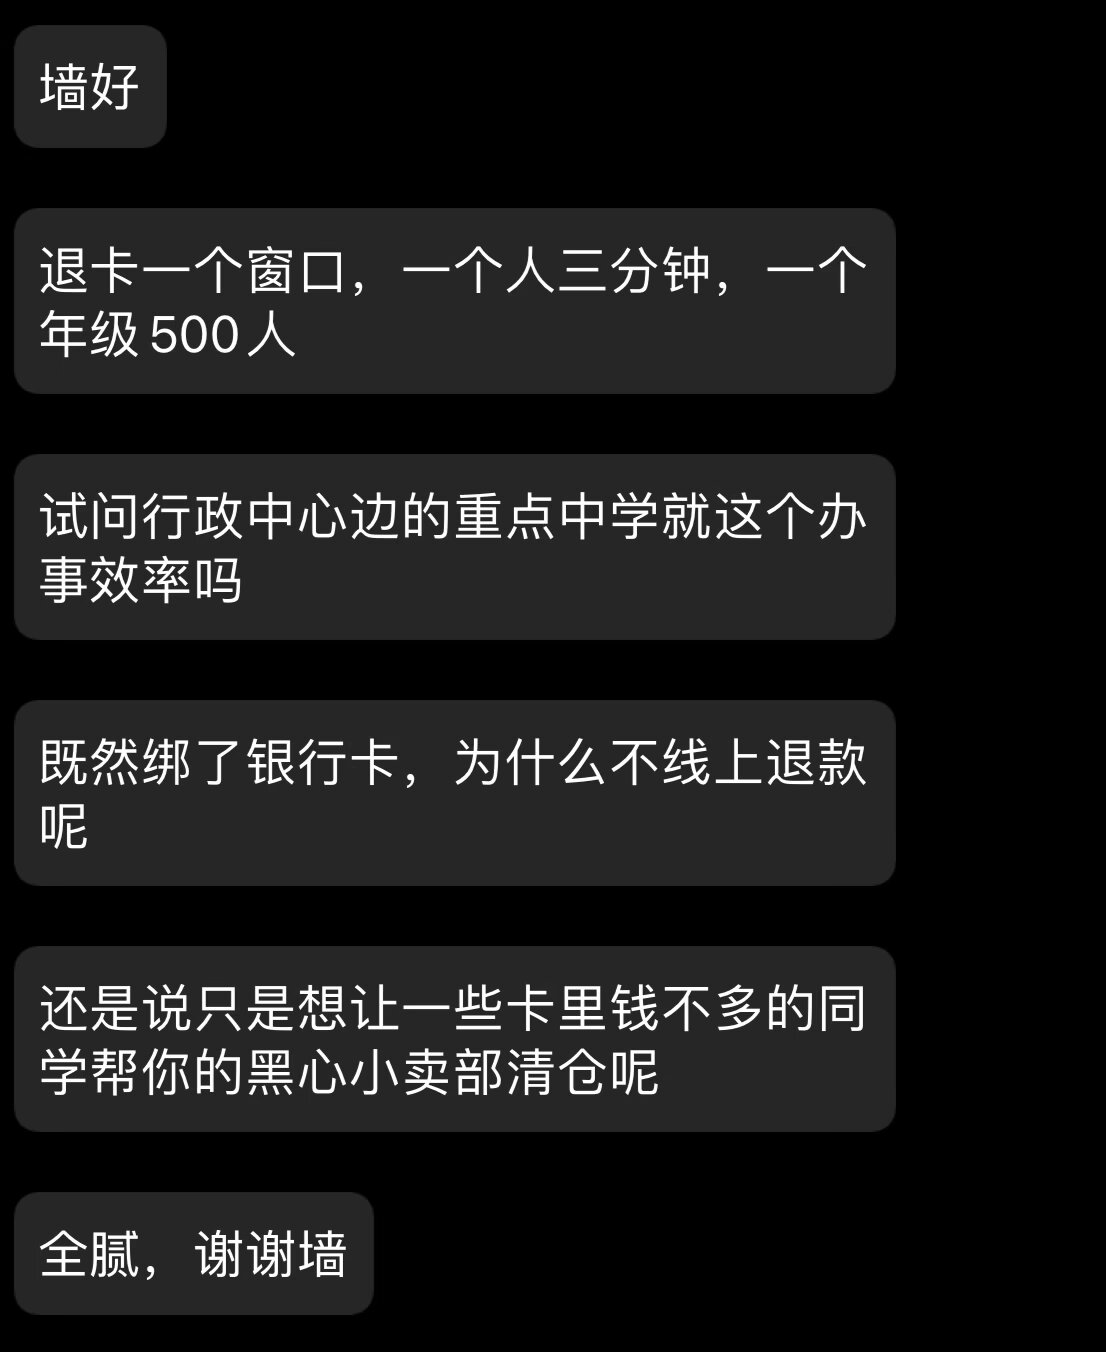 墙好
退卡一个窗口，一个人三分钟，一个
年级500人
试问行政中心边的重点中学就这个办
事效率吗
既然绑了银行卡，为什么不线上退款
呢
还是说只是想让一些卡里钱不多的同
学帮你的黑心小卖部清仓呢
全腻，谢谢墙